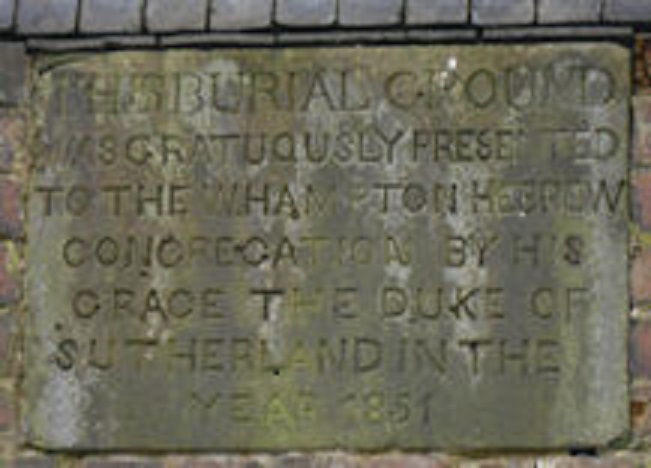 THIS BURIAL GROUND
WAS GRATUOUSLY PRESENTED
TO THE W.HAMPTON HEBREW
CONGREGATION BY HIS
GRACE THE DUKE OF
SUTHERLAND IN THE
YEAR 1851